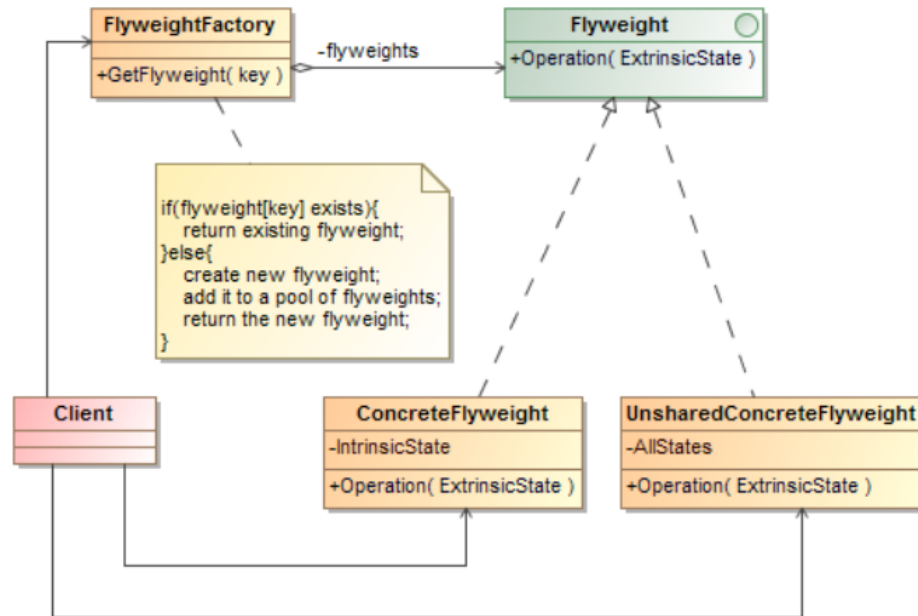 FlyweightFactory
+GetFlyweight( key )
-flyweights
Flyweight
+Operation( ExtrinsicState )
if(flyweight[key] exists){
return existing flyweight;
}else{
create new flyweight;
add it to a pool of flyweights;
return the new flyweight;
}
Client
ConcreteFlyweight
-IntrinsicState
+Operation( ExtrinsicState )
UnsharedConcreteFlyweight
-AllStates
+Operation( ExtrinsicState )